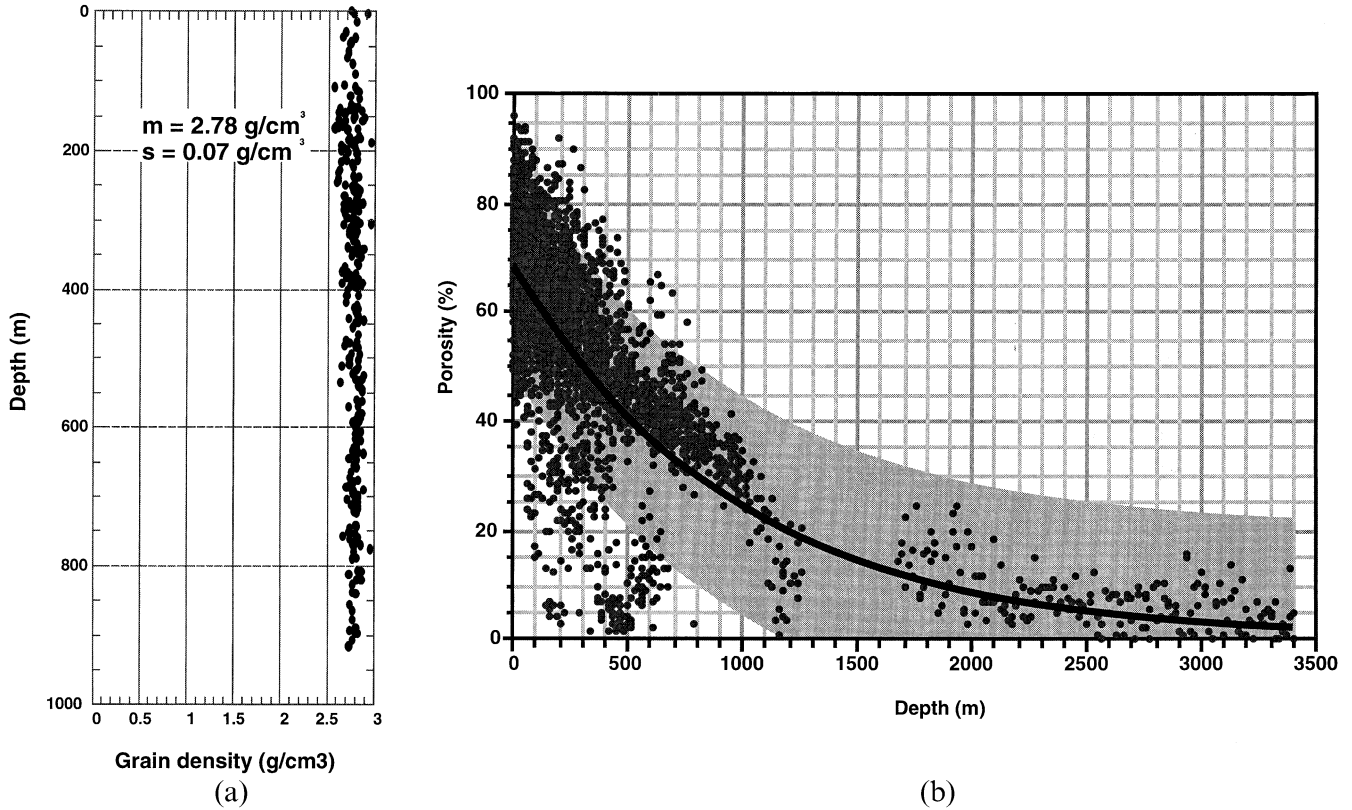 0
200
400
600
800
1000
Depth (m)
m = 2.78 g/cm³
s = 0.07 g/cm³
0 0.5 1 1.5 2 2.5 3
Grain density (g/cm3)
(a)
100
80
60
40
20
0
Porosity (%)
0 500 1000 1500 2000 2500 3000 3500
Depth (m)
(b)